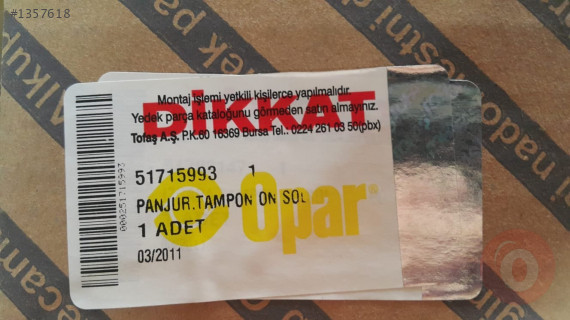 #1357618
DİKKAT
Montaj işlemi yetkili kişilerce yapılmalıdır.
Yedek parça kataloğunu görmeden satın almayınız.
Tofaş A.Ş. P.K.60 16369 Bursa Tel.: 0224 261 03 50(pbx)
51715993 1
PANJUR.TAMPON ON SOL
1 ADET
03/2011
Opar®
000251715993